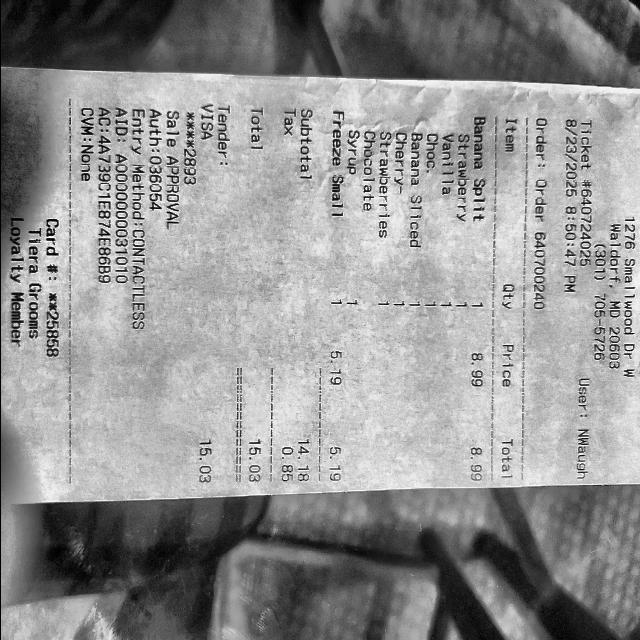 1276 Smallwood Dr W
Waldorf, MD 20603
(301) 705-5726
Ticket #640724025 User: NWaugh
8/23/2025 8:50:47 PM
Order: Order 640700240
Item Qty Price Total
Banana Split 1 8.99 8.99
Strawberry 1
Vanilla 1
Choc. 1
Banana Sliced 1
Cherry- 1
Strawberries 1
Chocolate 1
Syrup
Freeze Small 1 5.19 5.19
Subtotal 14.18
Tax 0.85
Total 15.03
Tender:
VISA 15.03
****2893
Sale APPROVAL
Auth:036054
Entry Method:CONTACTLESS
AID: A0000000031010
AC:4A739C1E874E86B9
CVM:None
Card #: **25858
Tiera Grooms
Loyalty Member